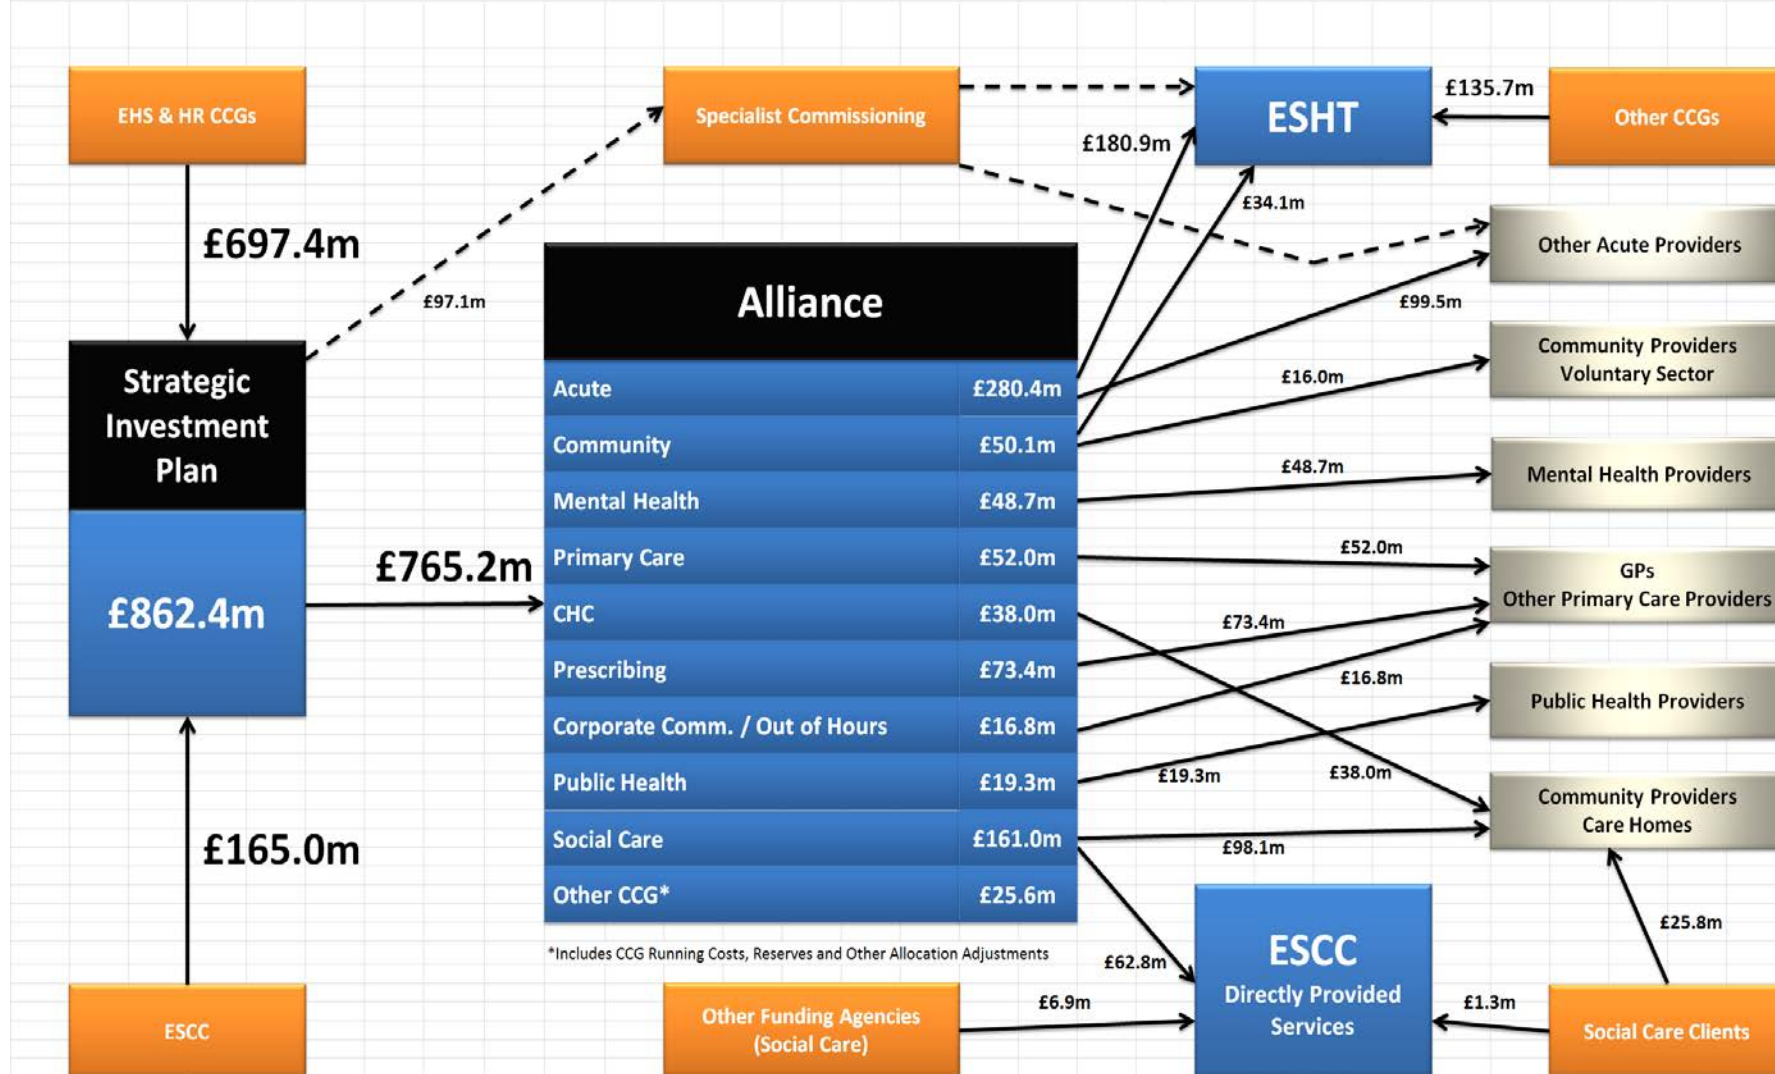 EHS & HR CCGs
Specialist Commissioning
ESHT
£135.7m
Other CCGs
£180.9m
£34.1m
£697.4m
£97.1m
Other Acute Providers
£99.5m
Strategic
Investment
Plan
£862.4m
£765.2m
Alliance
Acute £280.4m
Community £50.1m
Mental Health £48.7m
Primary Care £52.0m
CHC £38.0m
Prescribing £73.4m
Corporate Comm. / Out of Hours £16.8m
Public Health £19.3m
Social Care £161.0m
Other CCG* £25.6m
*Includes CCG Running Costs, Reserves and Other Allocation Adjustments
£16.0m
Community Providers
Voluntary Sector
£48.7m
Mental Health Providers
£52.0m
GPs
Other Primary Care Providers
£73.4m
£16.8m
Public Health Providers
£19.3m
£38.0m
Community Providers
Care Homes
£98.1m
£165.0m
£25.8m
£62.8m
ESCC
Directly Provided
Services
£6.9m
£1.3m
ESCC
Other Funding Agencies
(Social Care)
Social Care Clients